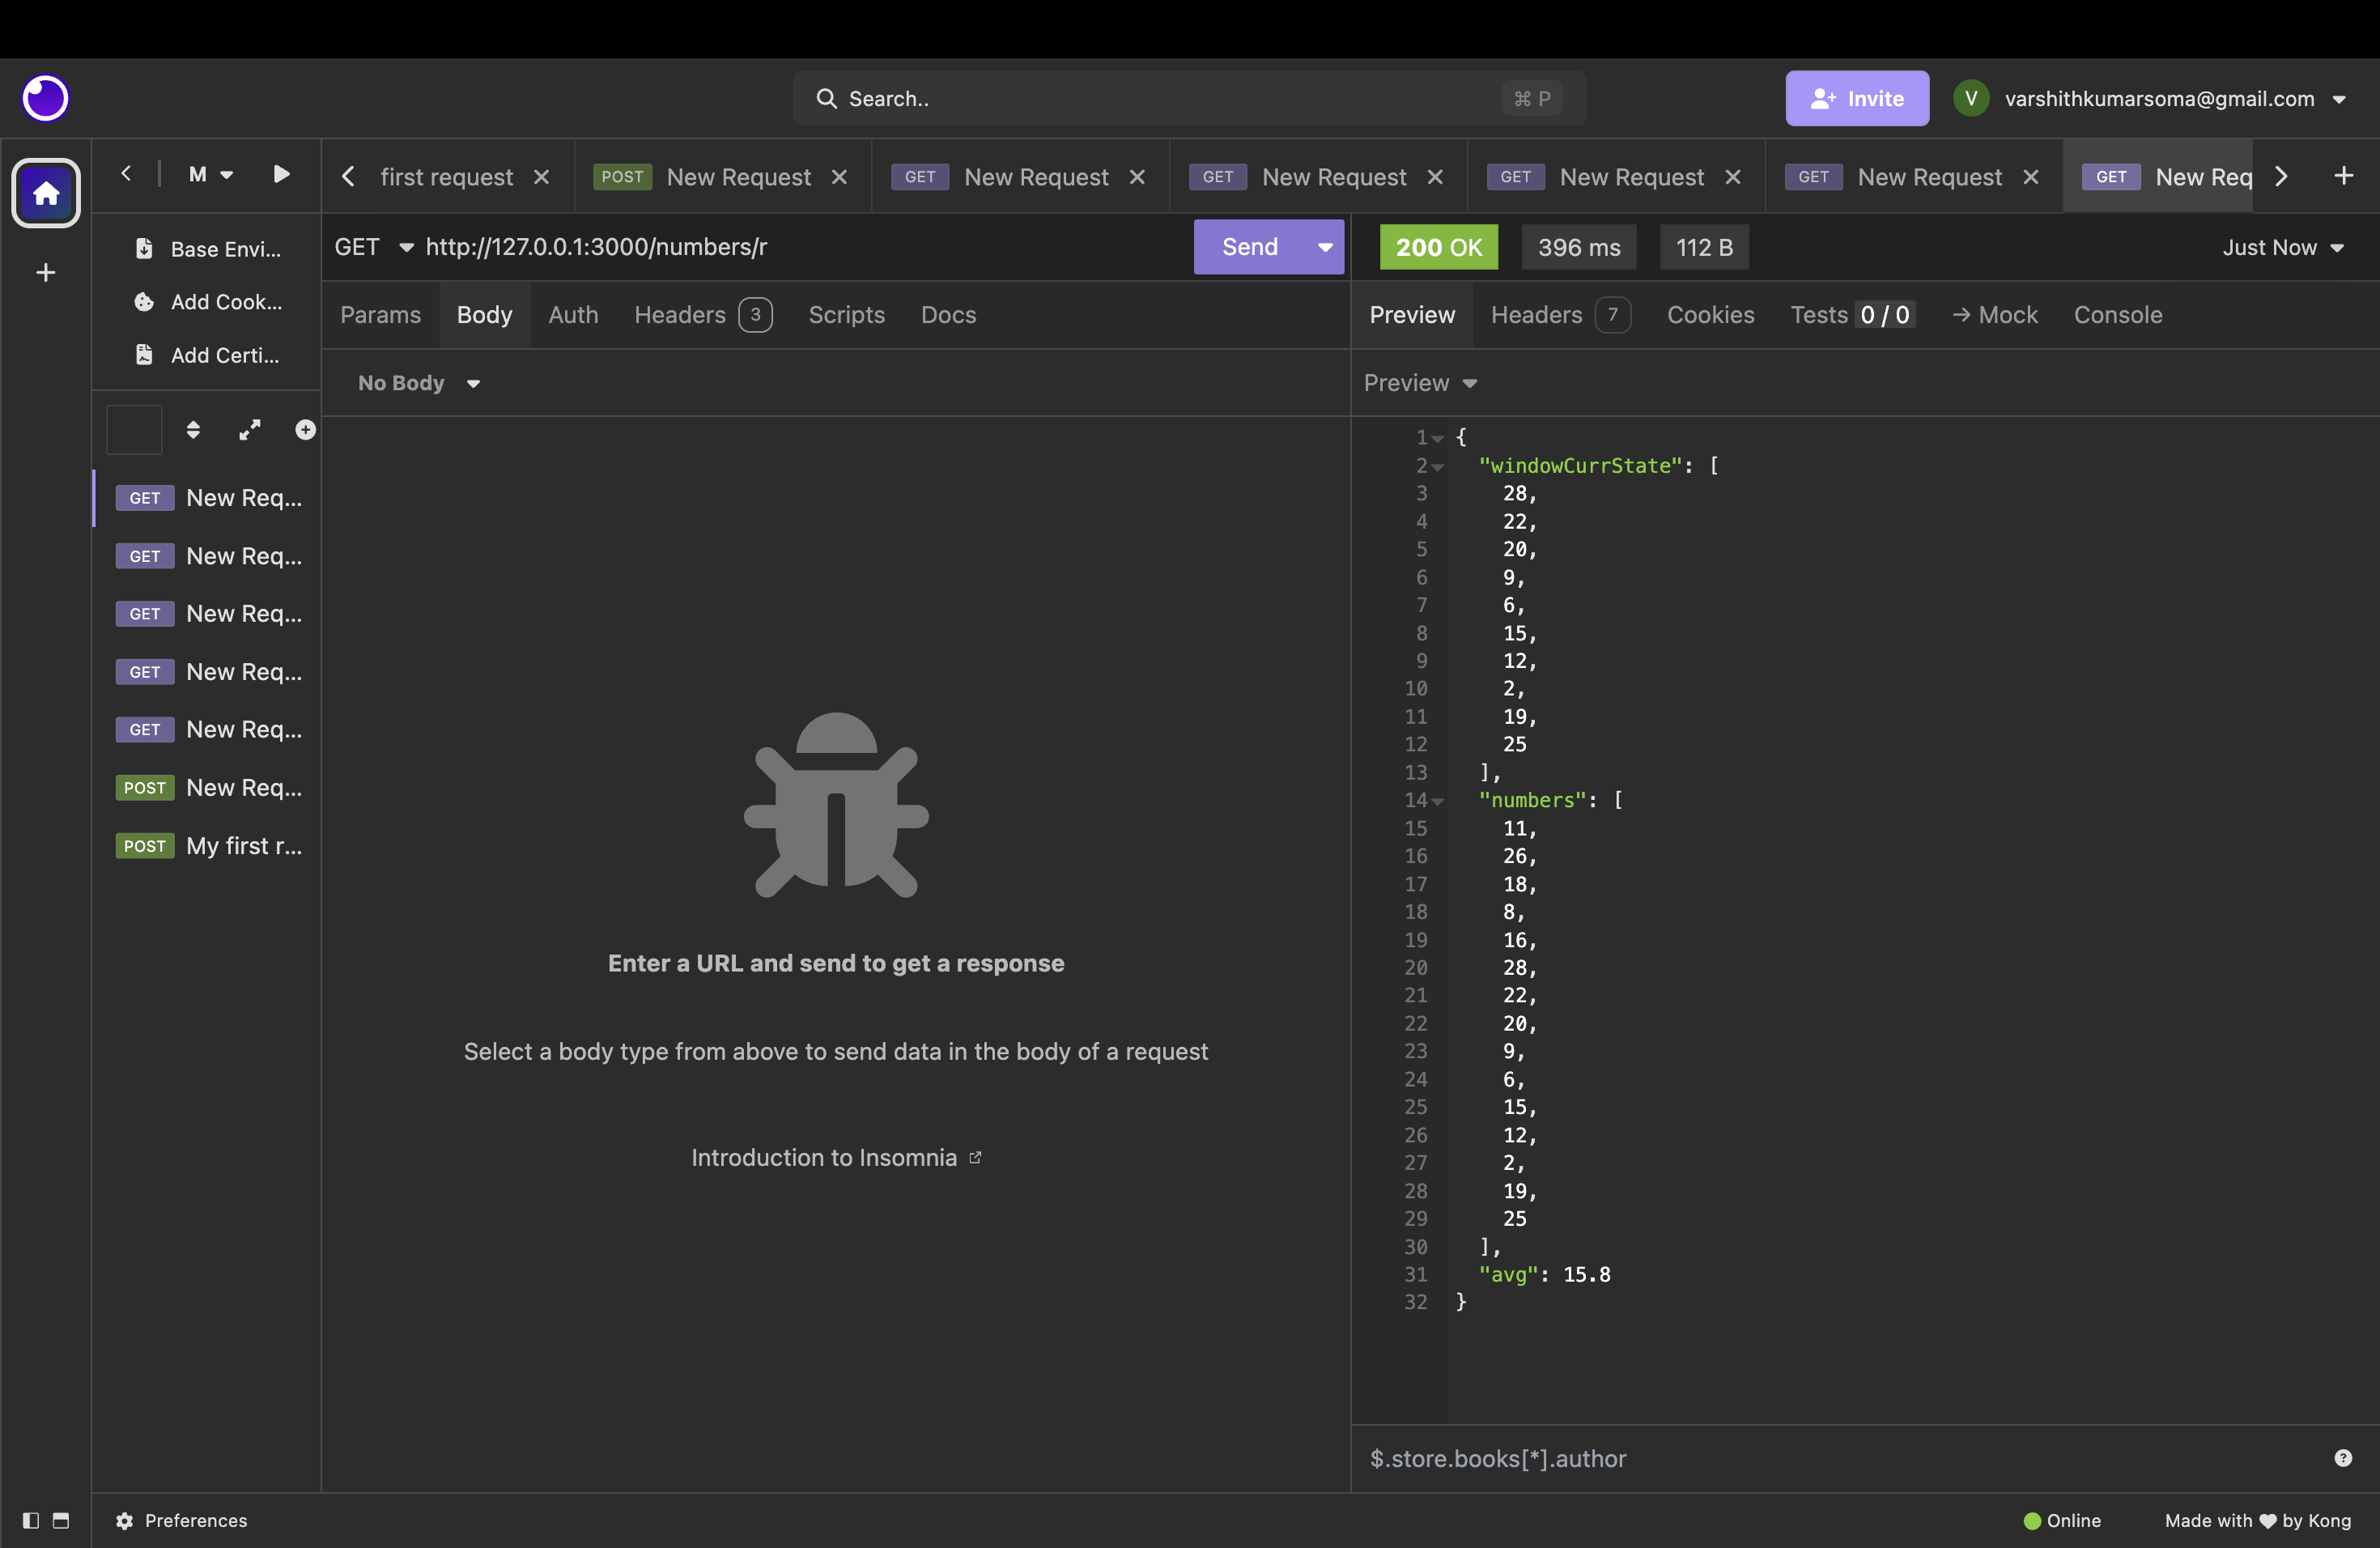 Search..
⌘ P
Invite
V
varshithkumarsoma@gmail.com
M
first request
POST New Request
GET New Request
GET New Request
GET New Request
GET New Request
GET New Req
Base Envi...
Add Cook...
Add Certi...
GET New Req...
GET New Req...
GET New Req...
GET New Req...
GET New Req...
POST New Req...
POST My first r...
GET http://127.0.0.1:3000/numbers/r
Send
Params Body Auth Headers 3 Scripts Docs
No Body
Enter a URL and send to get a response
Select a body type from above to send data in the body of a request
Introduction to Insomnia
200 OK 396 ms 112 B Just Now
Preview Headers 7 Cookies Tests 0 / 0 → Mock Console
Preview
1 {
2 "windowCurrState": [
3 28,
4 22,
5 20,
6 9,
7 6,
8 15,
9 12,
10 2,
11 19,
12 25
13 ],
14 "numbers": [
15 11,
16 26,
17 18,
18 8,
19 16,
20 28,
21 22,
22 20,
23 9,
24 6,
25 15,
26 12,
27 2,
28 19,
29 25
30 ],
31 "avg": 15.8
32 }
$.store.books[*].author
Preferences
Online
Made with ♥ by Kong